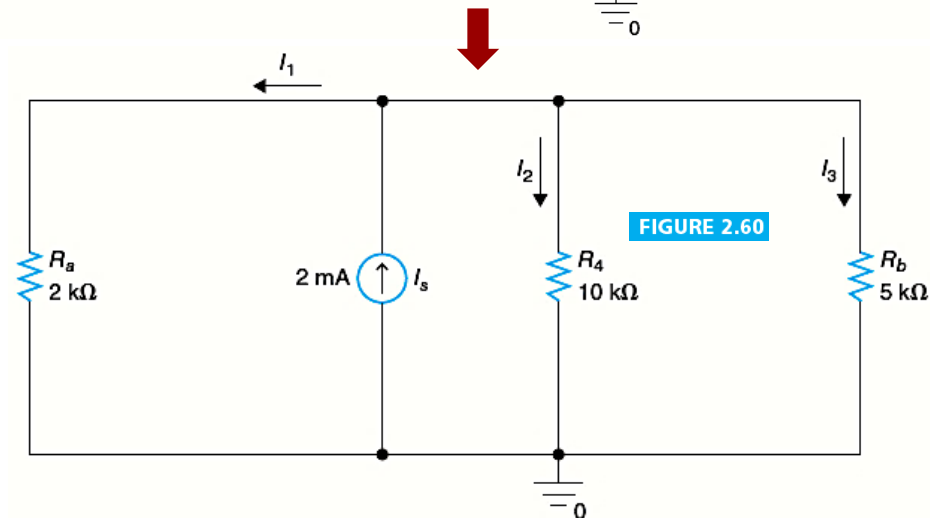 0
I1
I2
I3
FIGURE 2.60
Ra
2 kΩ
2 mA
Is
R4
10 kΩ
Rb
5 kΩ
0